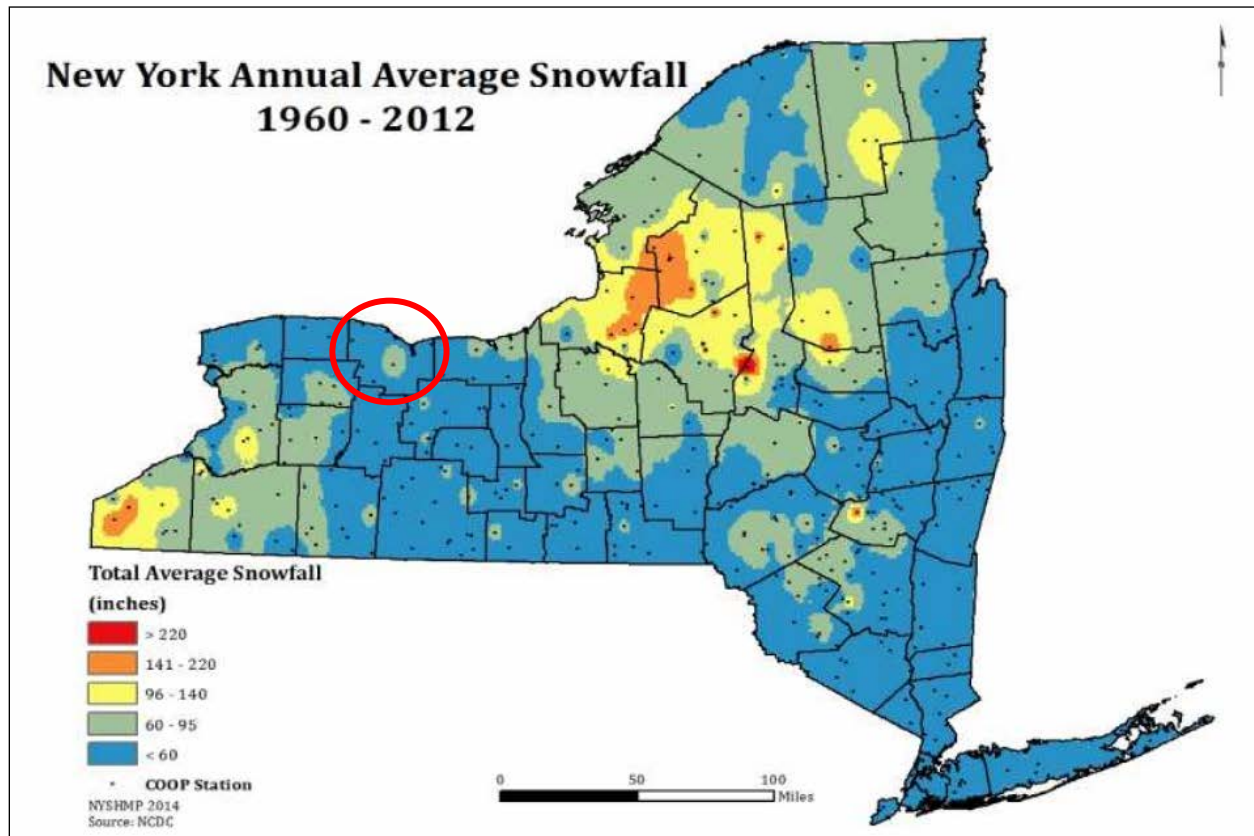 New York Annual Average Snowfall
1960 - 2012
N
Total Average Snowfall
(inches)
> 220
141 - 220
96 - 140
60 - 95
< 60
COOP Station
NYSHMP 2014
Source: NCDC
0 50 100
Miles